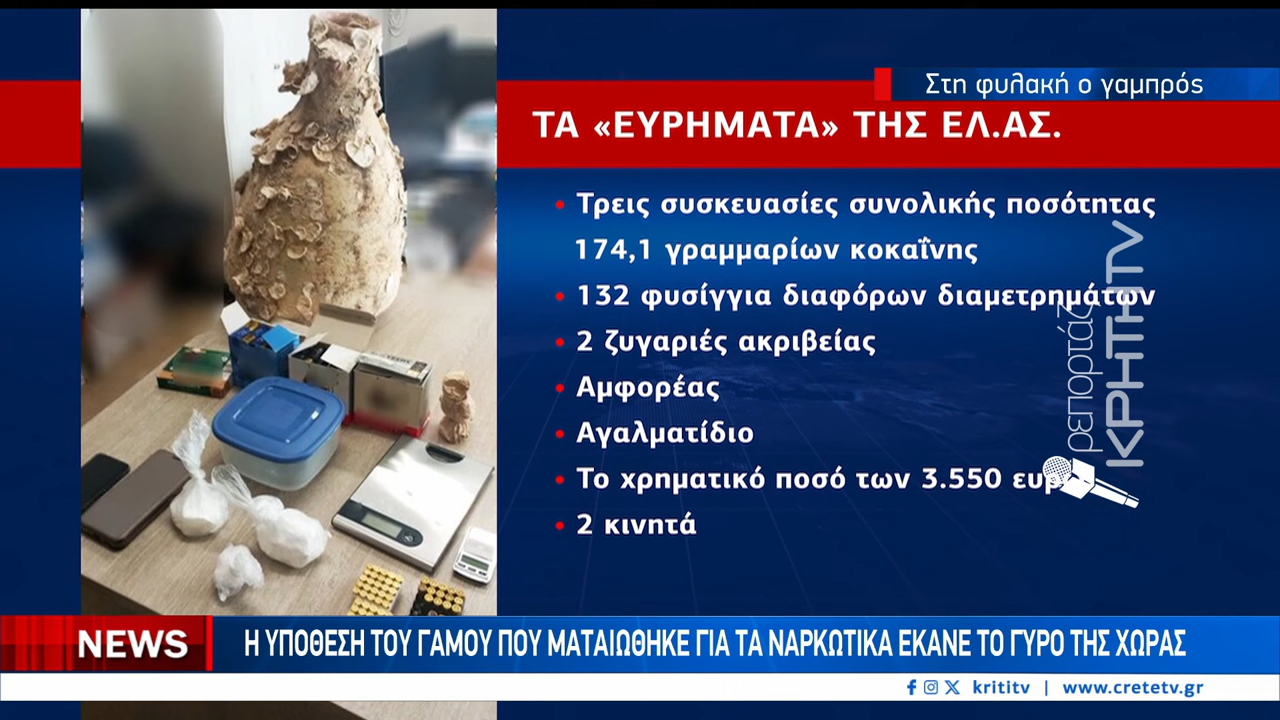 Στη φυλακή ο γαμπρός
ΤΑ «ΕΥΡΗΜΑΤΑ» ΤΗΣ ΕΛ.ΑΣ.
• Τρεις συσκευασίες συνολικής ποσότητας
174,1 γραμμαρίων κοκαΐνης
• 132 φυσίγγια διαφόρων διαμετρημάτων
• 2 ζυγαριές ακριβείας
• Αμφορέας
• Αγαλματίδιο
• Το χρηματικό ποσό των 3.550 ευρ
• 2 κινητά
ρεπορτάζ
ΚΡΗΤΗ TV
NEWS
Η ΥΠΟΘΕΣΗ ΤΟΥ ΓΑΜΟΥ ΠΟΥ ΜΑΤΑΙΩΘΗΚΕ ΓΙΑ ΤΑ ΝΑΡΚΩΤΙΚΑ ΕΚΑΝΕ ΤΟ ΓΥΡΟ ΤΗΣ ΧΩΡΑΣ
krititv | www.cretetv.gr